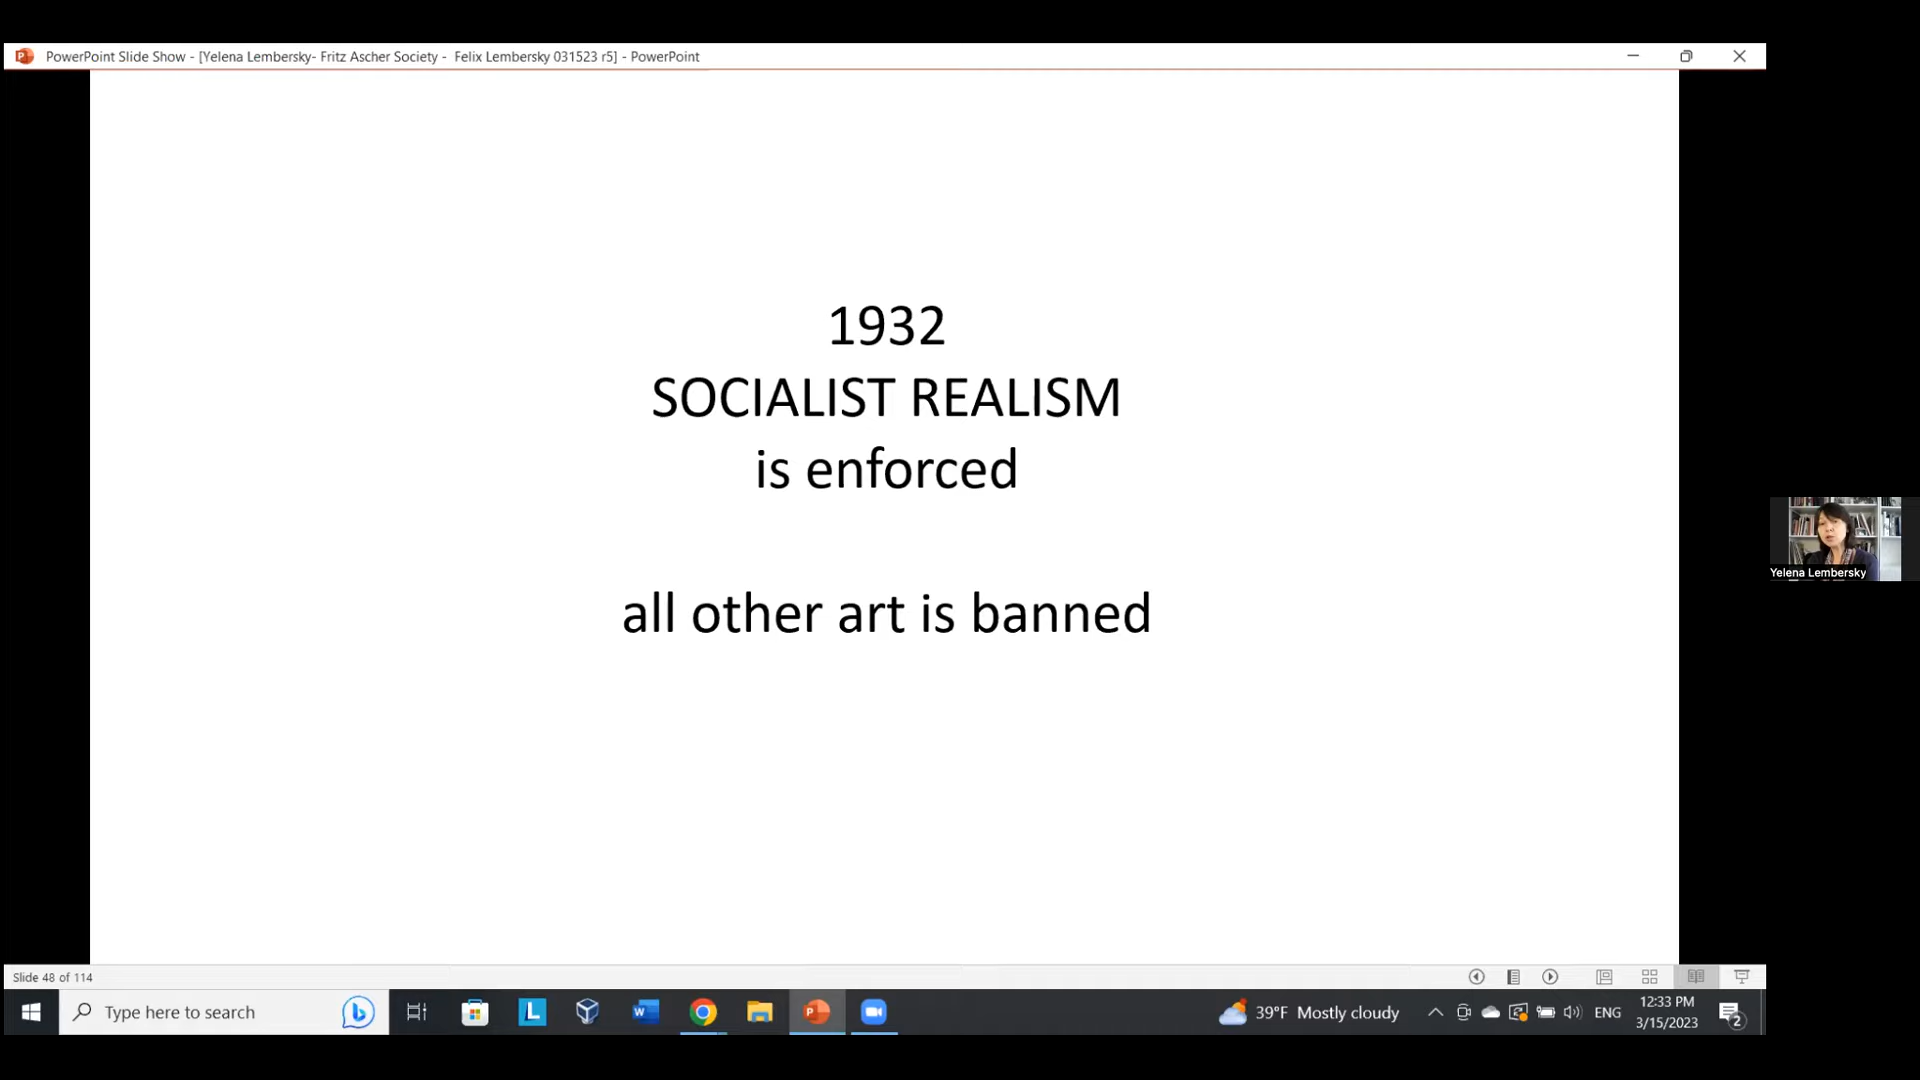 PowerPoint Slide Show - [Yelena Lembersky- Fritz Ascher Society -  Felix Lembersky 031523 r5] - PowerPoint
1932
SOCIALIST REALISM
is enforced
all other art is banned
Yelena Lembersky
Slide 48 of 114
Type here to search
39°F Mostly cloudy
ENG
12:33 PM
3/15/2023
2